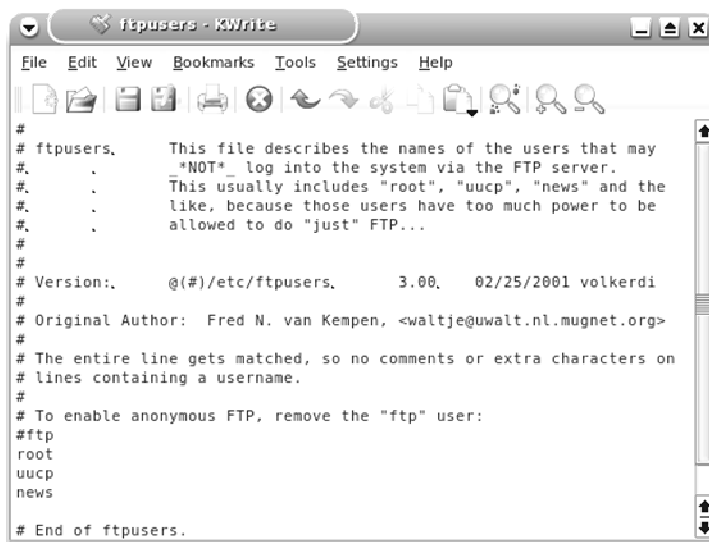 ftpusers - KWrite
File Edit View Bookmarks Tools Settings Help
#
# ftpusers. This file describes the names of the users that may
#. . _*NOT*_ log into the system via the FTP server.
#. . This usually includes "root", "uucp", "news" and the
#. . like, because those users have too much power to be
#. . allowed to do "just" FTP...
#
#
# Version:. @(#)/etc/ftpusers. 3.00. 02/25/2001 volkerdi
#
# Original Author: Fred N. van Kempen, <waltje@uwalt.nl.mugnet.org>
#
# The entire line gets matched, so no comments or extra characters on
# lines containing a username.
#
# To enable anonymous FTP, remove the "ftp" user:
#ftp
root
uucp
news
# End of ftpusers.